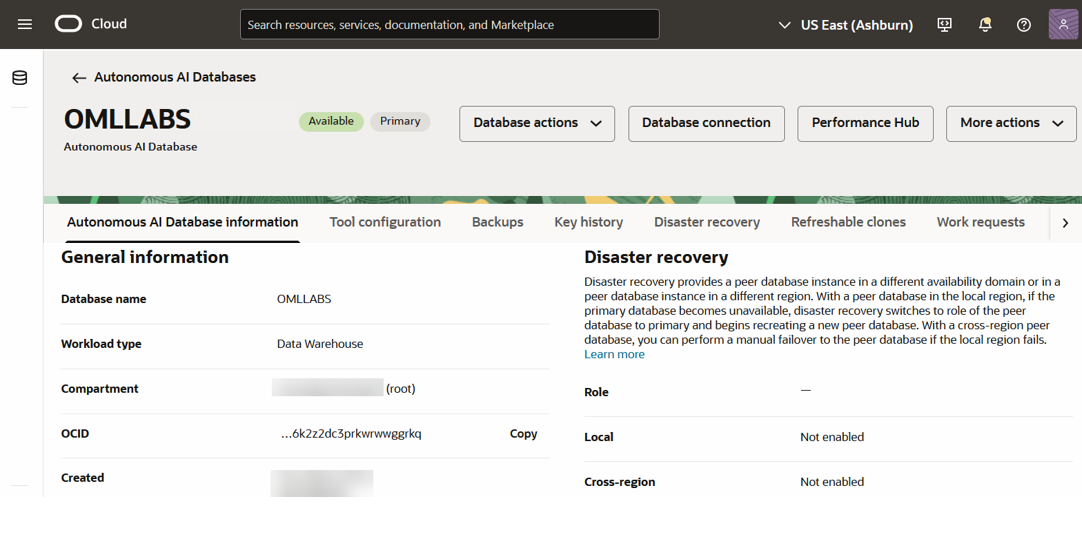 Cloud
Search resources, services, documentation, and Marketplace
US East (Ashburn)
Autonomous AI Databases
OMLLABS
Available
Primary
Database actions
Database connection
Performance Hub
More actions
Autonomous AI Database
Autonomous AI Database information
Tool configuration
Backups
Key history
Disaster recovery
Refreshable clones
Work requests
General information
Database name
OMLLABS
Workload type
Data Warehouse
Compartment
(root)
OCID
...6k2z2dc3prkwrwwggrkq
Copy
Created
Disaster recovery
Disaster recovery provides a peer database instance in a different availability domain or in a
peer database instance in a different region. With a peer database in the local region, if the
primary database becomes unavailable, disaster recovery switches to role of the peer
database to primary and begins recreating a new peer database. With a cross-region peer
database, you can perform a manual failover to the peer database if the local region fails.
Learn more
Role
—
Local
Not enabled
Cross-region
Not enabled